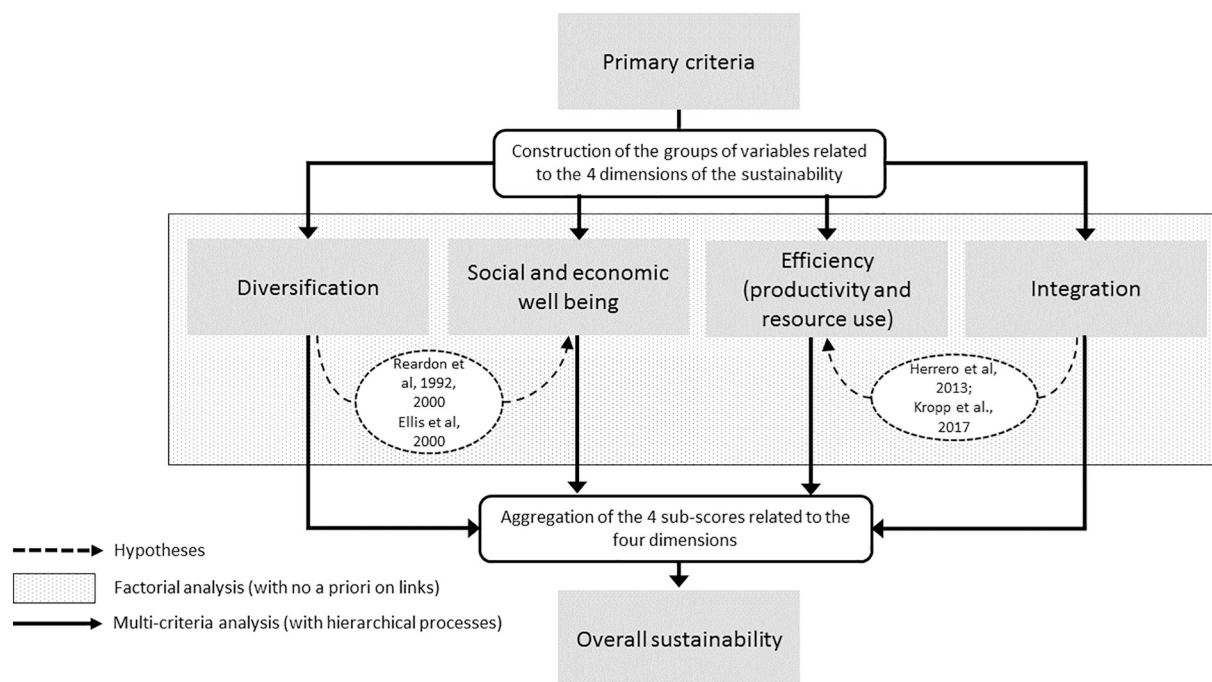 Primary criteria
Construction of the groups of variables related
to the 4 dimensions of the sustainability
Diversification
Social and economic
well being
Efficiency
(productivity and
resource use)
Integration
Reardon et
al, 1992,
2000
Ellis et al,
2000
Herrero et al,
2013;
Kropp et al.,
2017
Aggregation of the 4 sub-scores related to the
four dimensions
Hypotheses
Factorial analysis (with no a priori on links)
Multi-criteria analysis (with hierarchical processes)
Overall sustainability